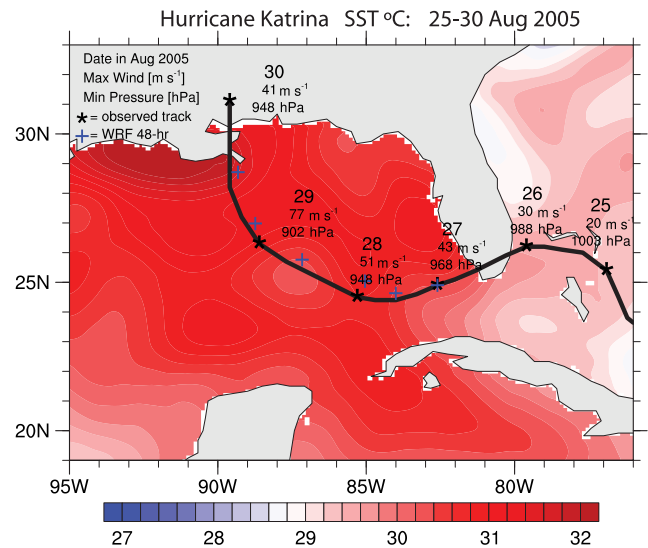 Hurricane Katrina SST ºC: 25-30 Aug 2005
Date in Aug 2005
Max Wind [m s-1]
Min Pressure [hPa]
* = observed track
+ = WRF 48-hr
30
41 m s-1
948 hPa
29
77 m s-1
902 hPa
28
51 m s-1
948 hPa
27
43 m s-1
968 hPa
26
30 m s-1
988 hPa
25
20 m s-1
1003 hPa
30N
25N
20N
95W 90W 85W 80W
27 28 29 30 31 32